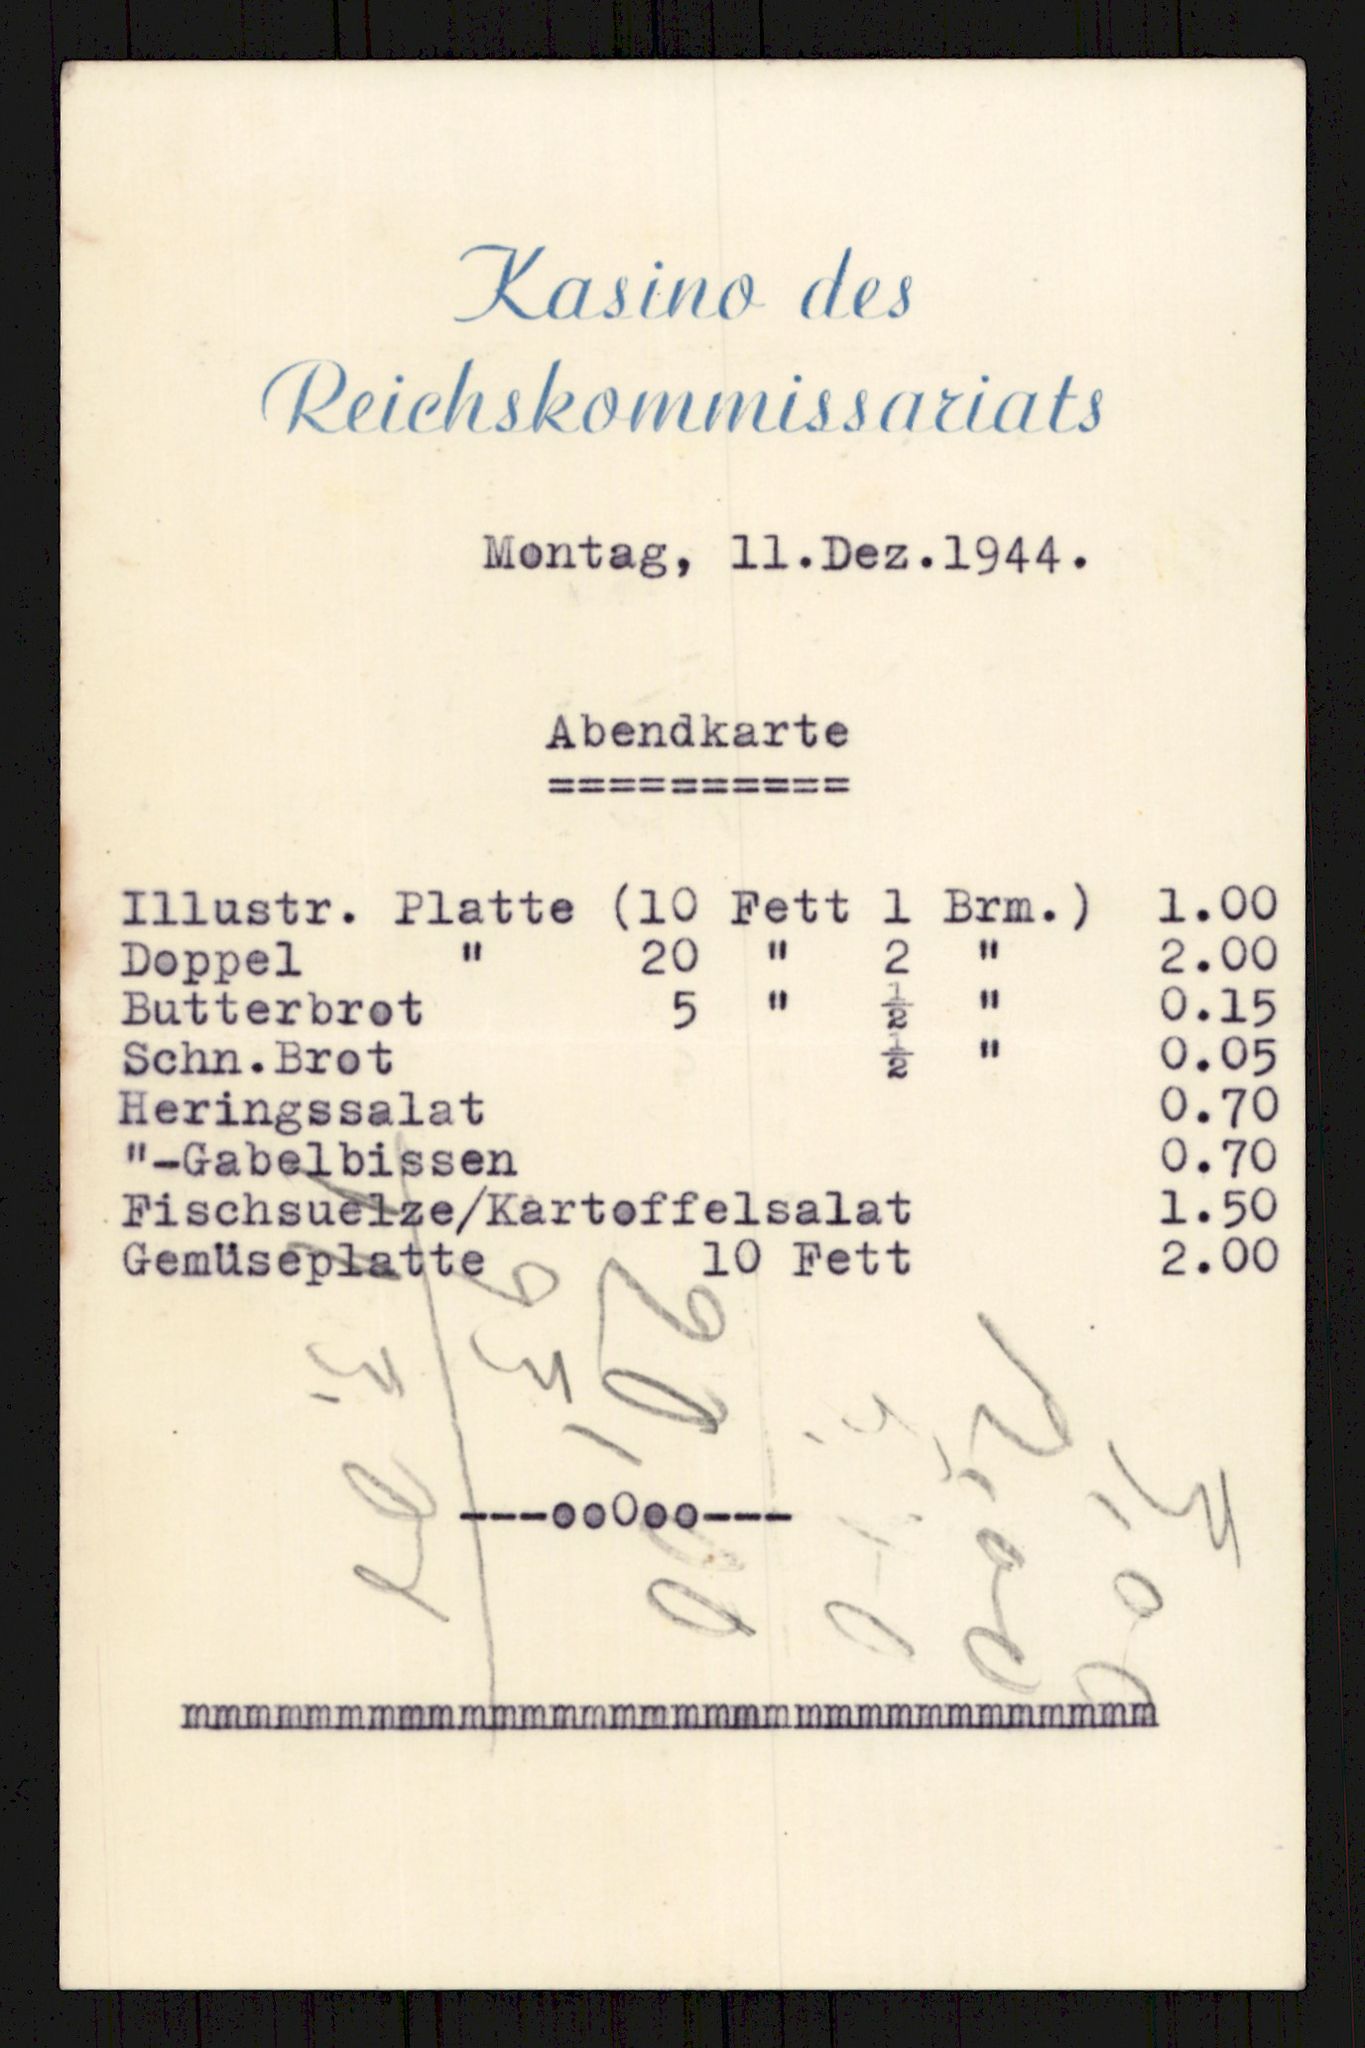 Kasino des
Reichskommissariats
Montag, 11.Dez.1944.
Abendkarte
==========
Illustr. Platte (10 Fett 1 Brm.) 1.00
Doppel " 20 " 2 " 2.00
Butterbrot 5 " ½ " 0.15
Schn.Brot ½ " 0.05
Heringssalat 0.70
"-Gabelbissen 0.70
Fischsuelze/Kartoffelsalat 1.50
Gemüseplatte 10 Fett 2.00
---ooOoo---
mmmmmmmmmmmmmmmmmmmmmmmmmmmmmmmm